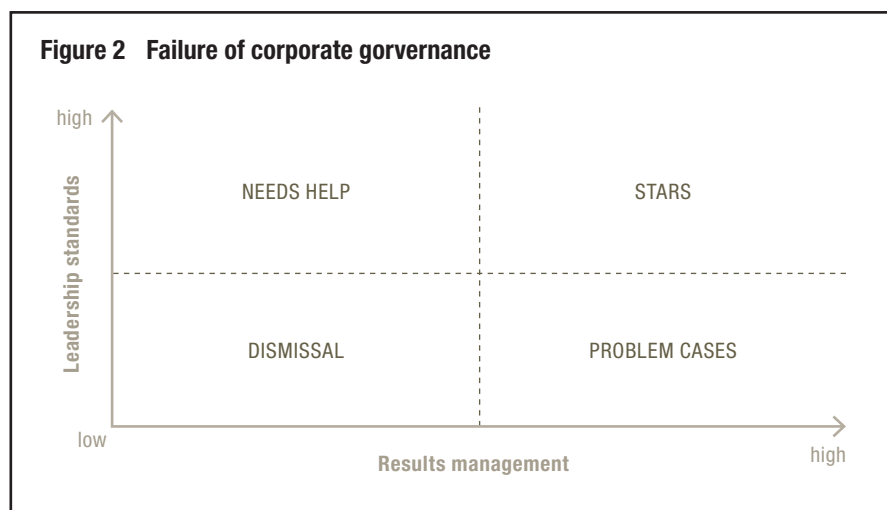 Figure 2 Failure of corporate gorvernance
high
NEEDS HELP
STARS
Leadership standards
DISMISSAL
PROBLEM CASES
low
Results management
high